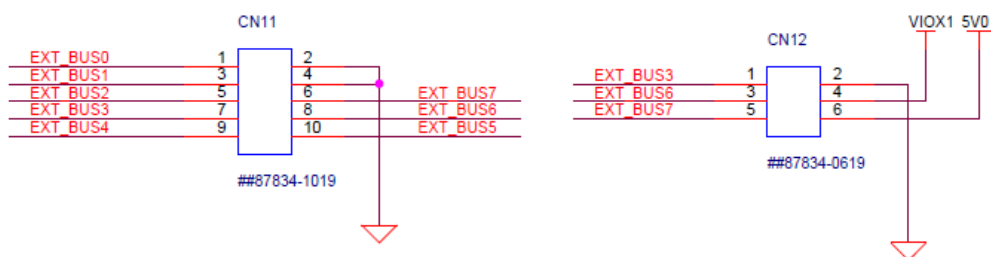 CN11
EXT_BUS0 1 2
EXT_BUS1 3 4
EXT_BUS2 5 6 EXT_BUS7
EXT_BUS3 7 8 EXT_BUS6
EXT_BUS4 9 10 EXT_BUS5
##87834-1019
VIOX1 5V0
CN12
EXT_BUS3 1 2
EXT_BUS6 3 4
EXT_BUS7 5 6
##87834-0619